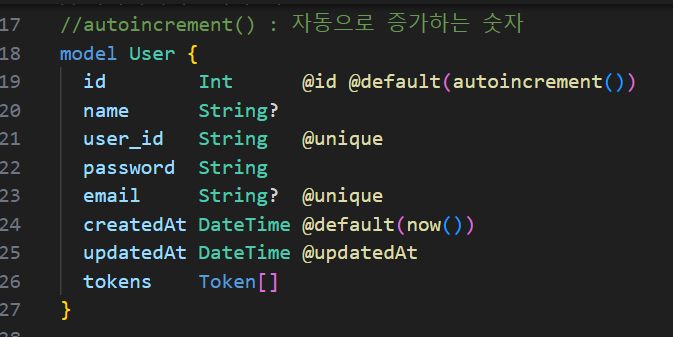 17 //autoincrement() : 자동으로 증가하는 숫자
18 model User {
19 id Int @id @default(autoincrement())
20 name String?
21 user_id String @unique
22 password String
23 email String? @unique
24 createdAt DateTime @default(now())
25 updatedAt DateTime @updatedAt
26 tokens Token[]
27 }